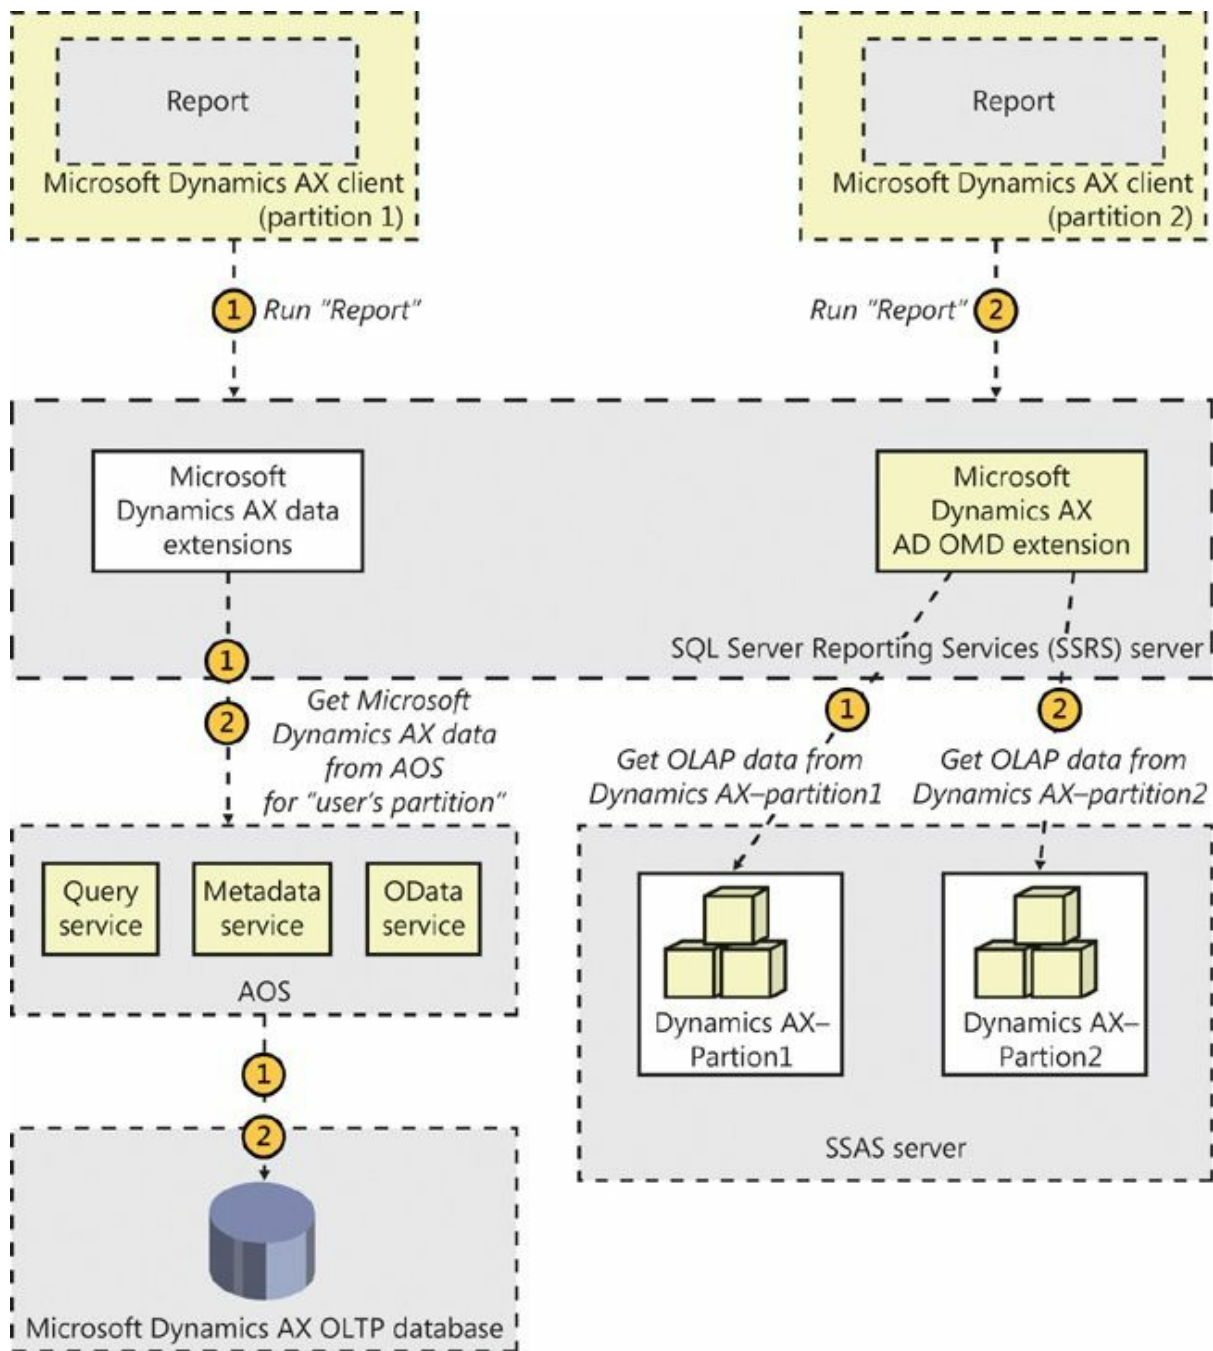 Report
Microsoft Dynamics AX client
(partition 1)
Report
Microsoft Dynamics AX client
(partition 2)
1
Run "Report"
Run "Report"
2
Microsoft
Dynamics AX data
extensions
Microsoft
Dynamics AX
AD OMD extension
SQL Server Reporting Services (SSRS) server
1
2
Get Microsoft
Dynamics AX data
from AOS
for "user's partition"
1
Get OLAP data from
Dynamics AX–partition1
2
Get OLAP data from
Dynamics AX–partition2
Query
service
Metadata
service
OData
service
AOS
Dynamics AX–
Partion1
Dynamics AX–
Partion2
SSAS server
1
2
Microsoft Dynamics AX OLTP database